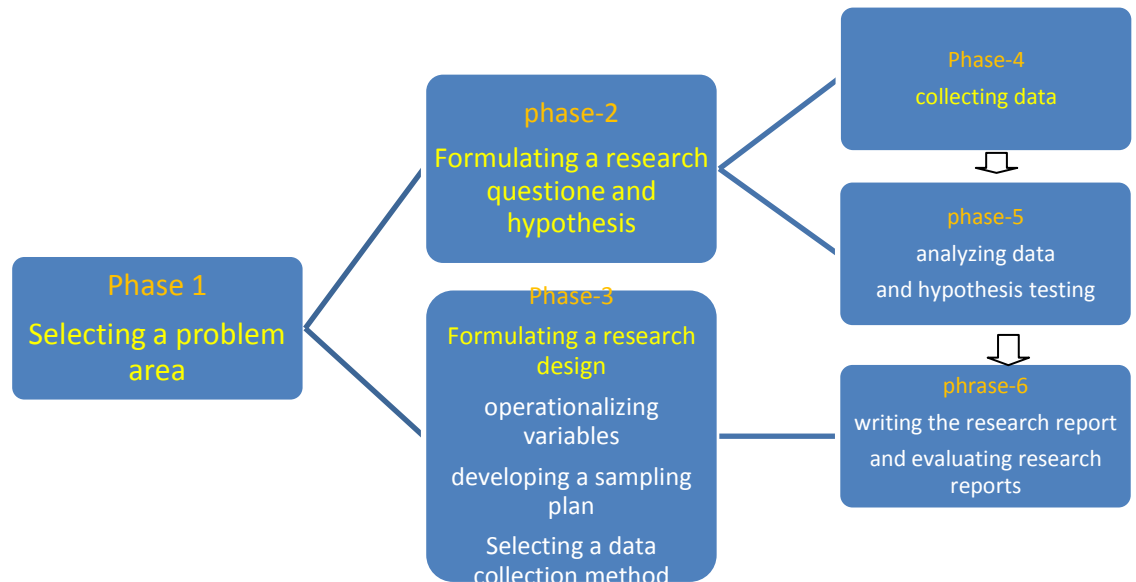 Phase 1
Selecting a problem
area
phase-2
Formulating a research
questione and
hypothesis
Phase-3
Formulating a research
design
operationalizing
variables
developing a sampling
plan
Selecting a data
collection method
Phase-4
collecting data
phase-5
analyzing data
and hypothesis testing
phrase-6
writing the research report
and evaluating research
reports